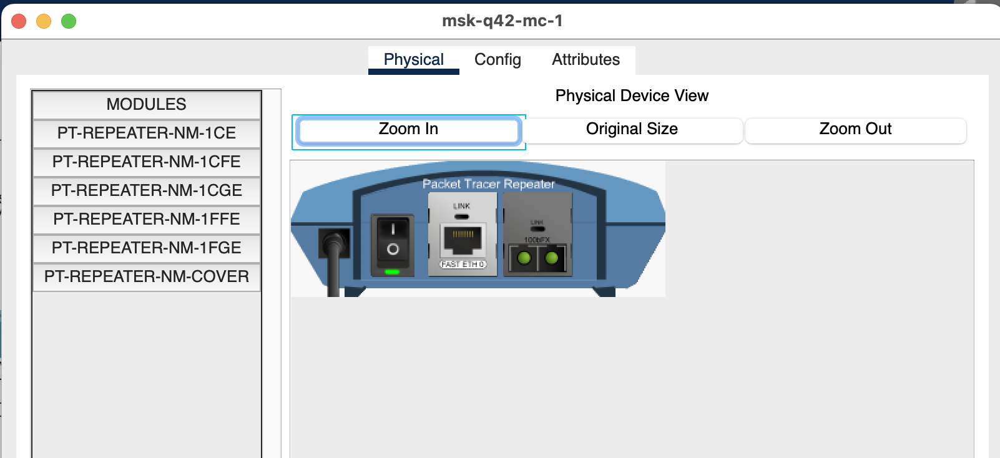 msk-q42-mc-1
Physical Config Attributes
MODULES
PT-REPEATER-NM-1CE
PT-REPEATER-NM-1CFE
PT-REPEATER-NM-1CGE
PT-REPEATER-NM-1FFE
PT-REPEATER-NM-1FGE
PT-REPEATER-NM-COVER
Physical Device View
Zoom In Original Size Zoom Out
Packet Tracer Repeater
LINK
FAST ETH 0
LINK
100bFX